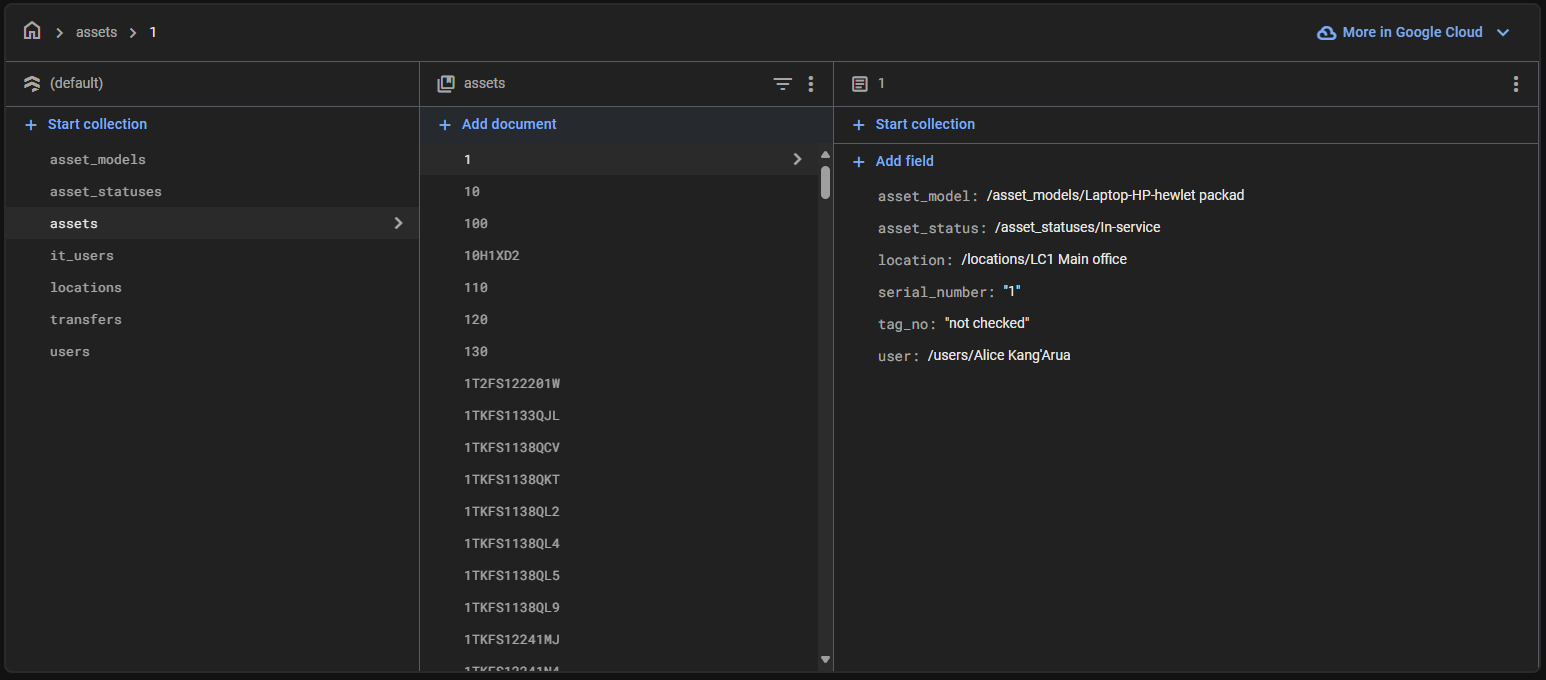 assets
1
More in Google Cloud
(default)
Start collection
asset_models
asset_statuses
assets
it_users
locations
transfers
users
assets
Add document
1
10
100
10H1XD2
110
120
130
1T2FS122201W
1TKFS1133QJL
1TKFS1138QCV
1TKFS1138QKT
1TKFS1138QL2
1TKFS1138QL4
1TKFS1138QL5
1TKFS1138QL9
1TKFS12241MJ
1
Start collection
Add field
asset_model: /asset_models/Laptop-HP-hewlet packad
asset_status: /asset_statuses/In-service
location: /locations/LC1 Main office
serial_number: "1"
tag_no: "not checked"
user: /users/Alice Kang'Arua